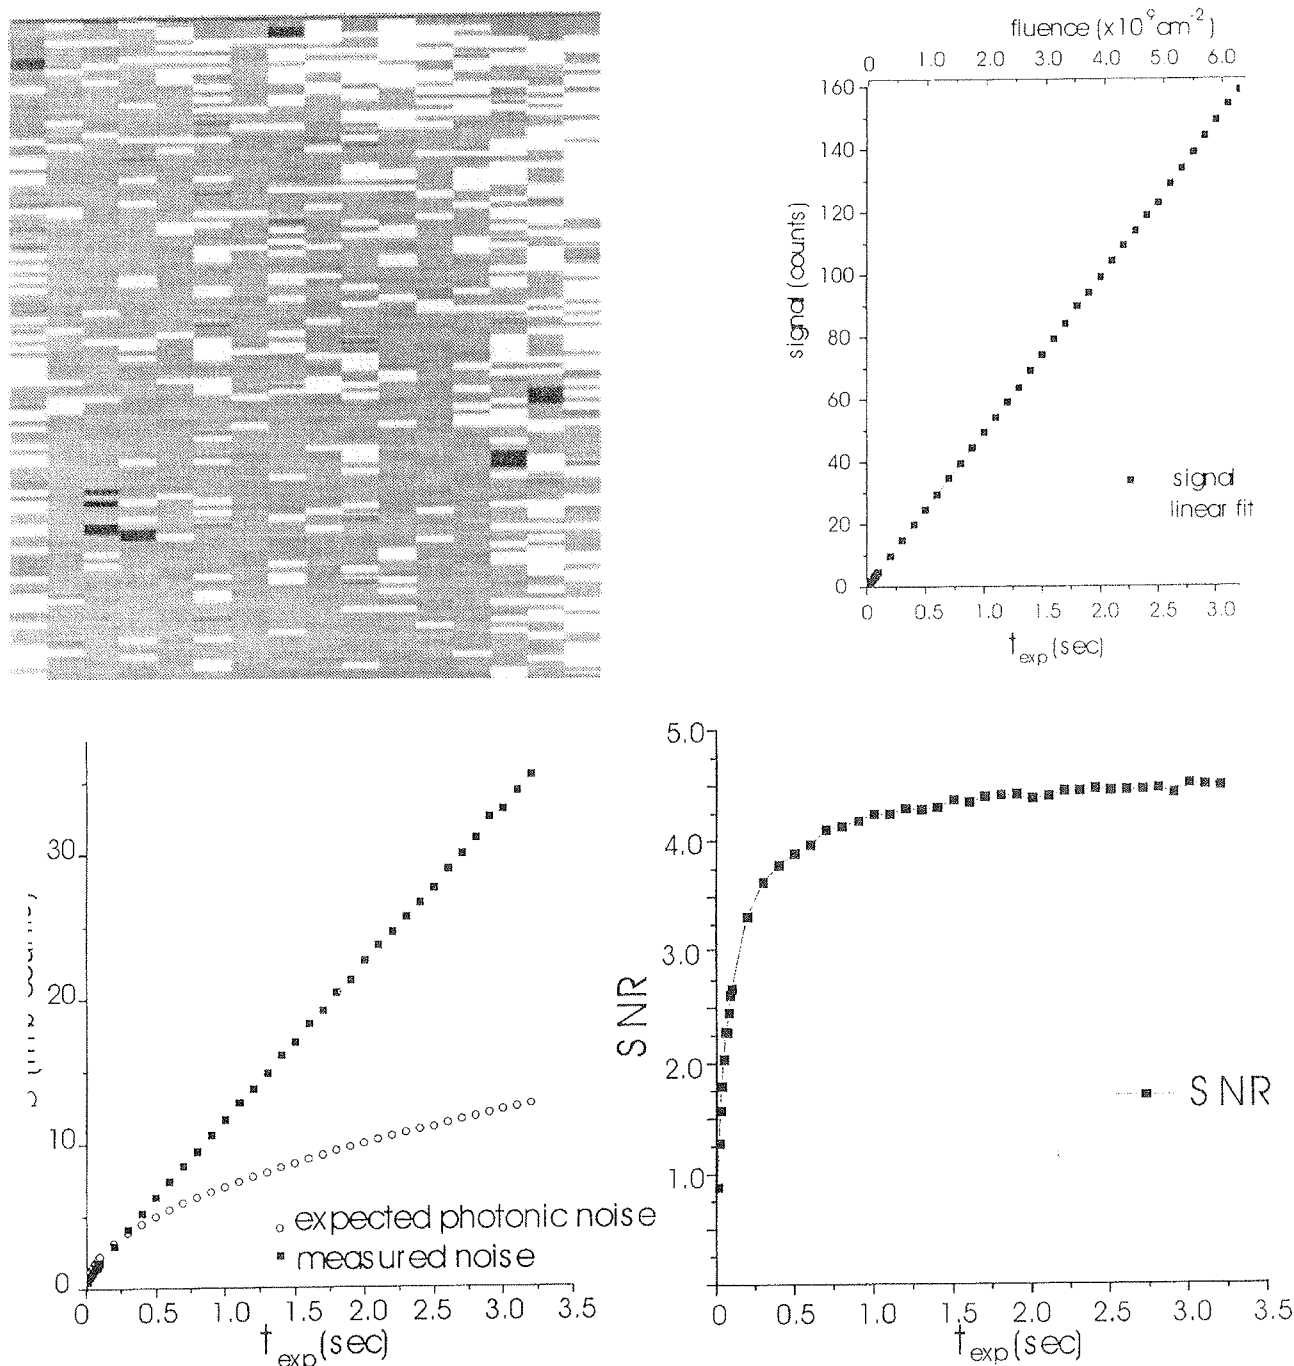 fluence (x10⁹cm⁻²)
0 1.0 2.0 3.0 4.0 5.0 6.0
160
140
120
100
80
60
40
20
0
signal (counts)
signal
linear fit
0 0.5 1.0 1.5 2.0 2.5 3.0
t_exp (sec)
30
20
10
0
expected photonic noise
measured noise
0 0.5 1.0 1.5 2.0 2.5 3.0 3.5
t_exp (sec)
5.0
4.0
3.0
2.0
1.0
SNR
SNR
0 0.5 1.0 1.5 2.0 2.5 3.0 3.5
t_exp (sec)